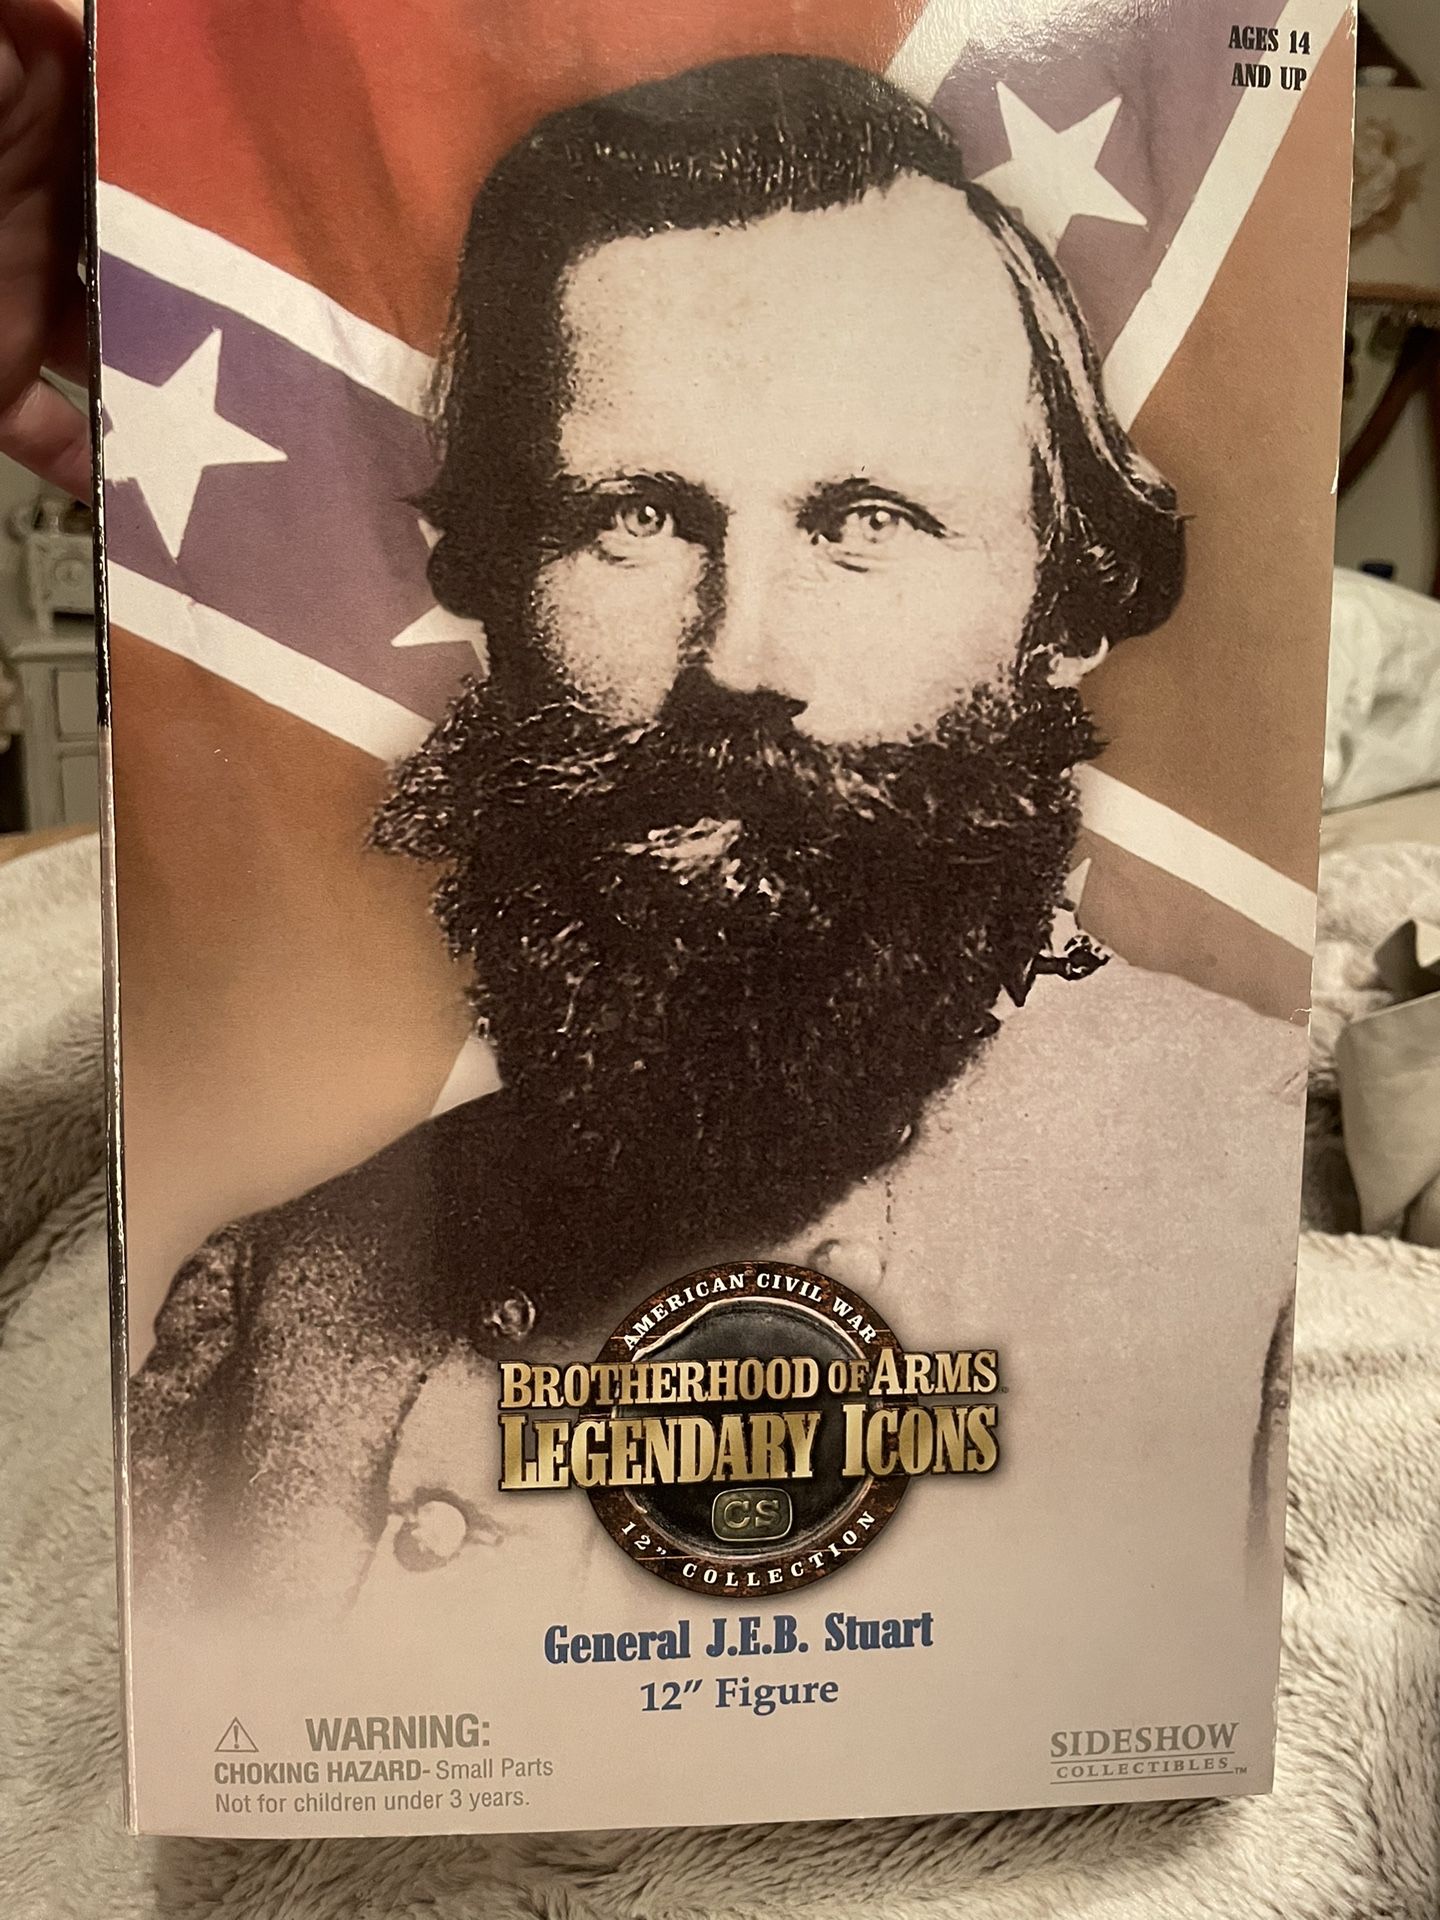 AGES 14
AND UP
AMERICAN CIVIL WAR
BROTHERHOOD OF ARMS
LEGENDARY ICONS
CS
12" COLLECTION
General J.E.B. Stuart
12" Figure
WARNING:
CHOKING HAZARD- Small Parts
Not for children under 3 years.
SIDESHOW
COLLECTIBLES™